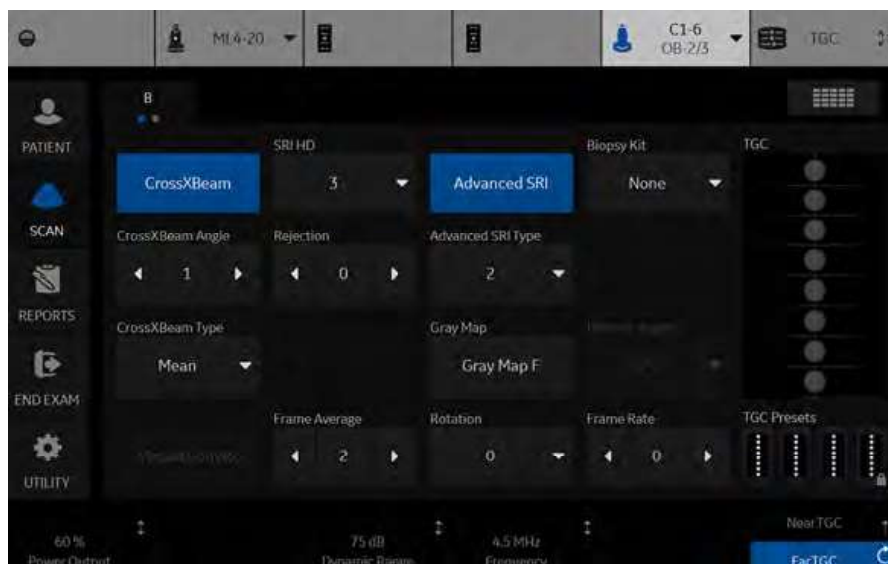 ML4-20
C1-6
OB-2/3
TGC
B
PATIENT
SRI HD
Biopsy Kit
TGC
CrossXBeam
3
Advanced SRI
None
SCAN
CrossXBeam Angle
Rejection
Advanced SRI Type
1
0
2
REPORTS
CrossXBeam Type
Gray Map
Mean
Gray Map F
END EXAM
Frame Average
Rotation
Frame Rate
TGC Presets
2
0
0
UTILITY
Near TGC
60 %
75 dB
4.5 MHz
Power Output
Dynamic Range
Frequency
Far TGC